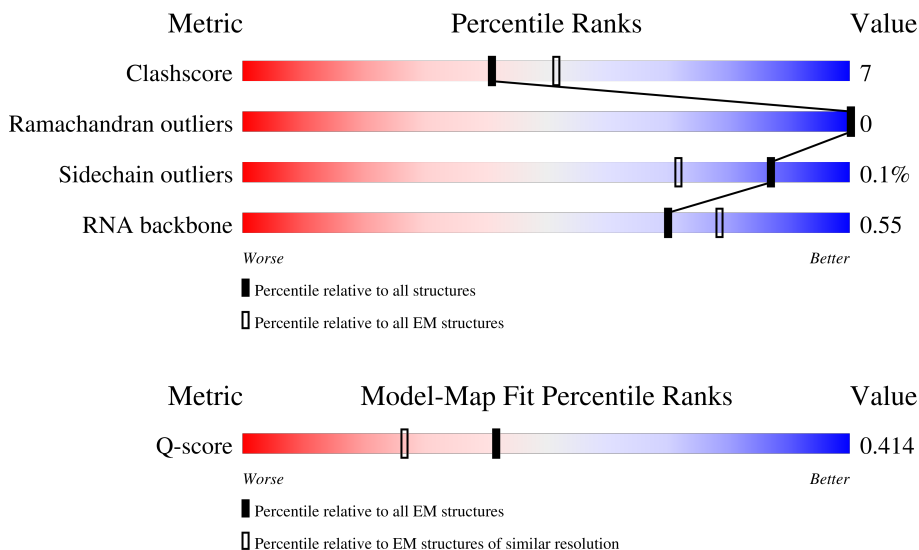 Metric Percentile Ranks Value
Clashscore 7
Ramachandran outliers 0
Sidechain outliers 0.1%
RNA backbone 0.55
Worse Better
Percentile relative to all structures
Percentile relative to all EM structures
Metric Model-Map Fit Percentile Ranks Value
Q-score 0.414
Worse Better
Percentile relative to all EM structures
Percentile relative to EM structures of similar resolution